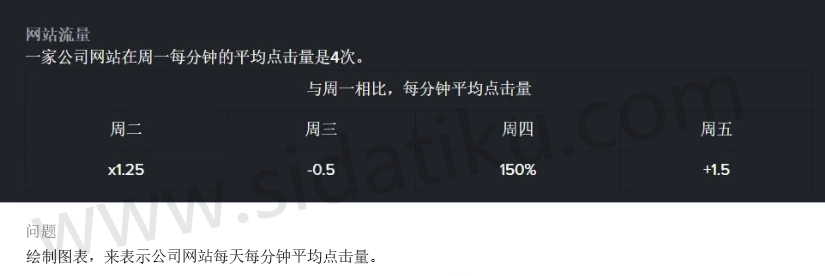 网站流量
一家公司网站在周一每分钟的平均点击量是4次。
与周一相比，每分钟平均点击量
周二 周三 周四 周五
x1.25 -0.5 150% +1.5
www.sidatiku.com
问题
绘制图表，来表示公司网站每天每分钟平均点击量。